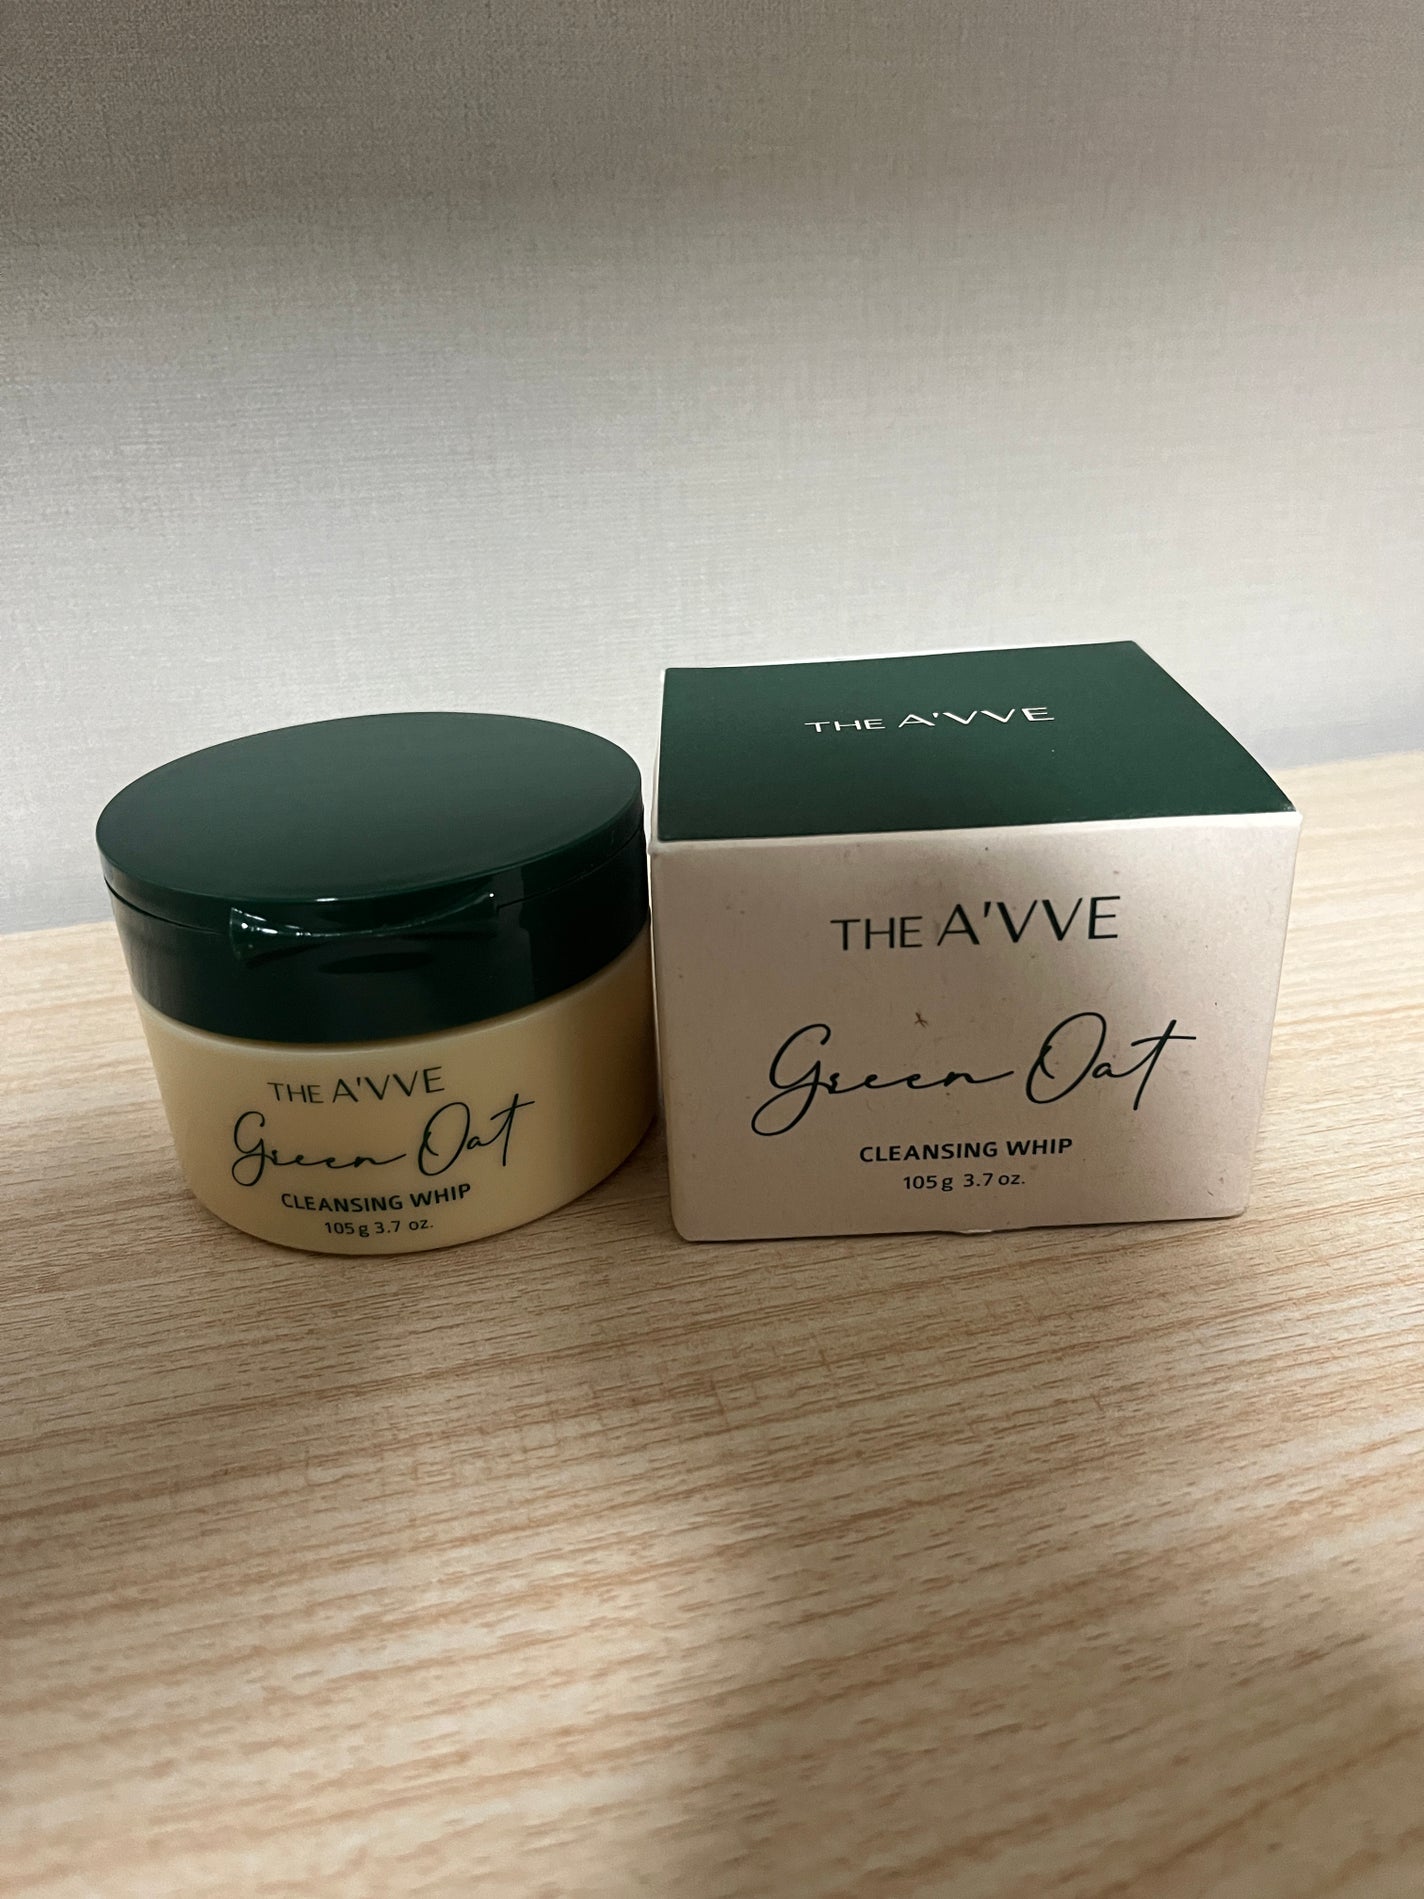 THE A'VVE
Green Oat
CLEANSING WHIP
105g 3.7 oz.
THE A'VVE
THE A'VVE
Green Oat
CLEANSING WHIP
105g 3.7 oz.